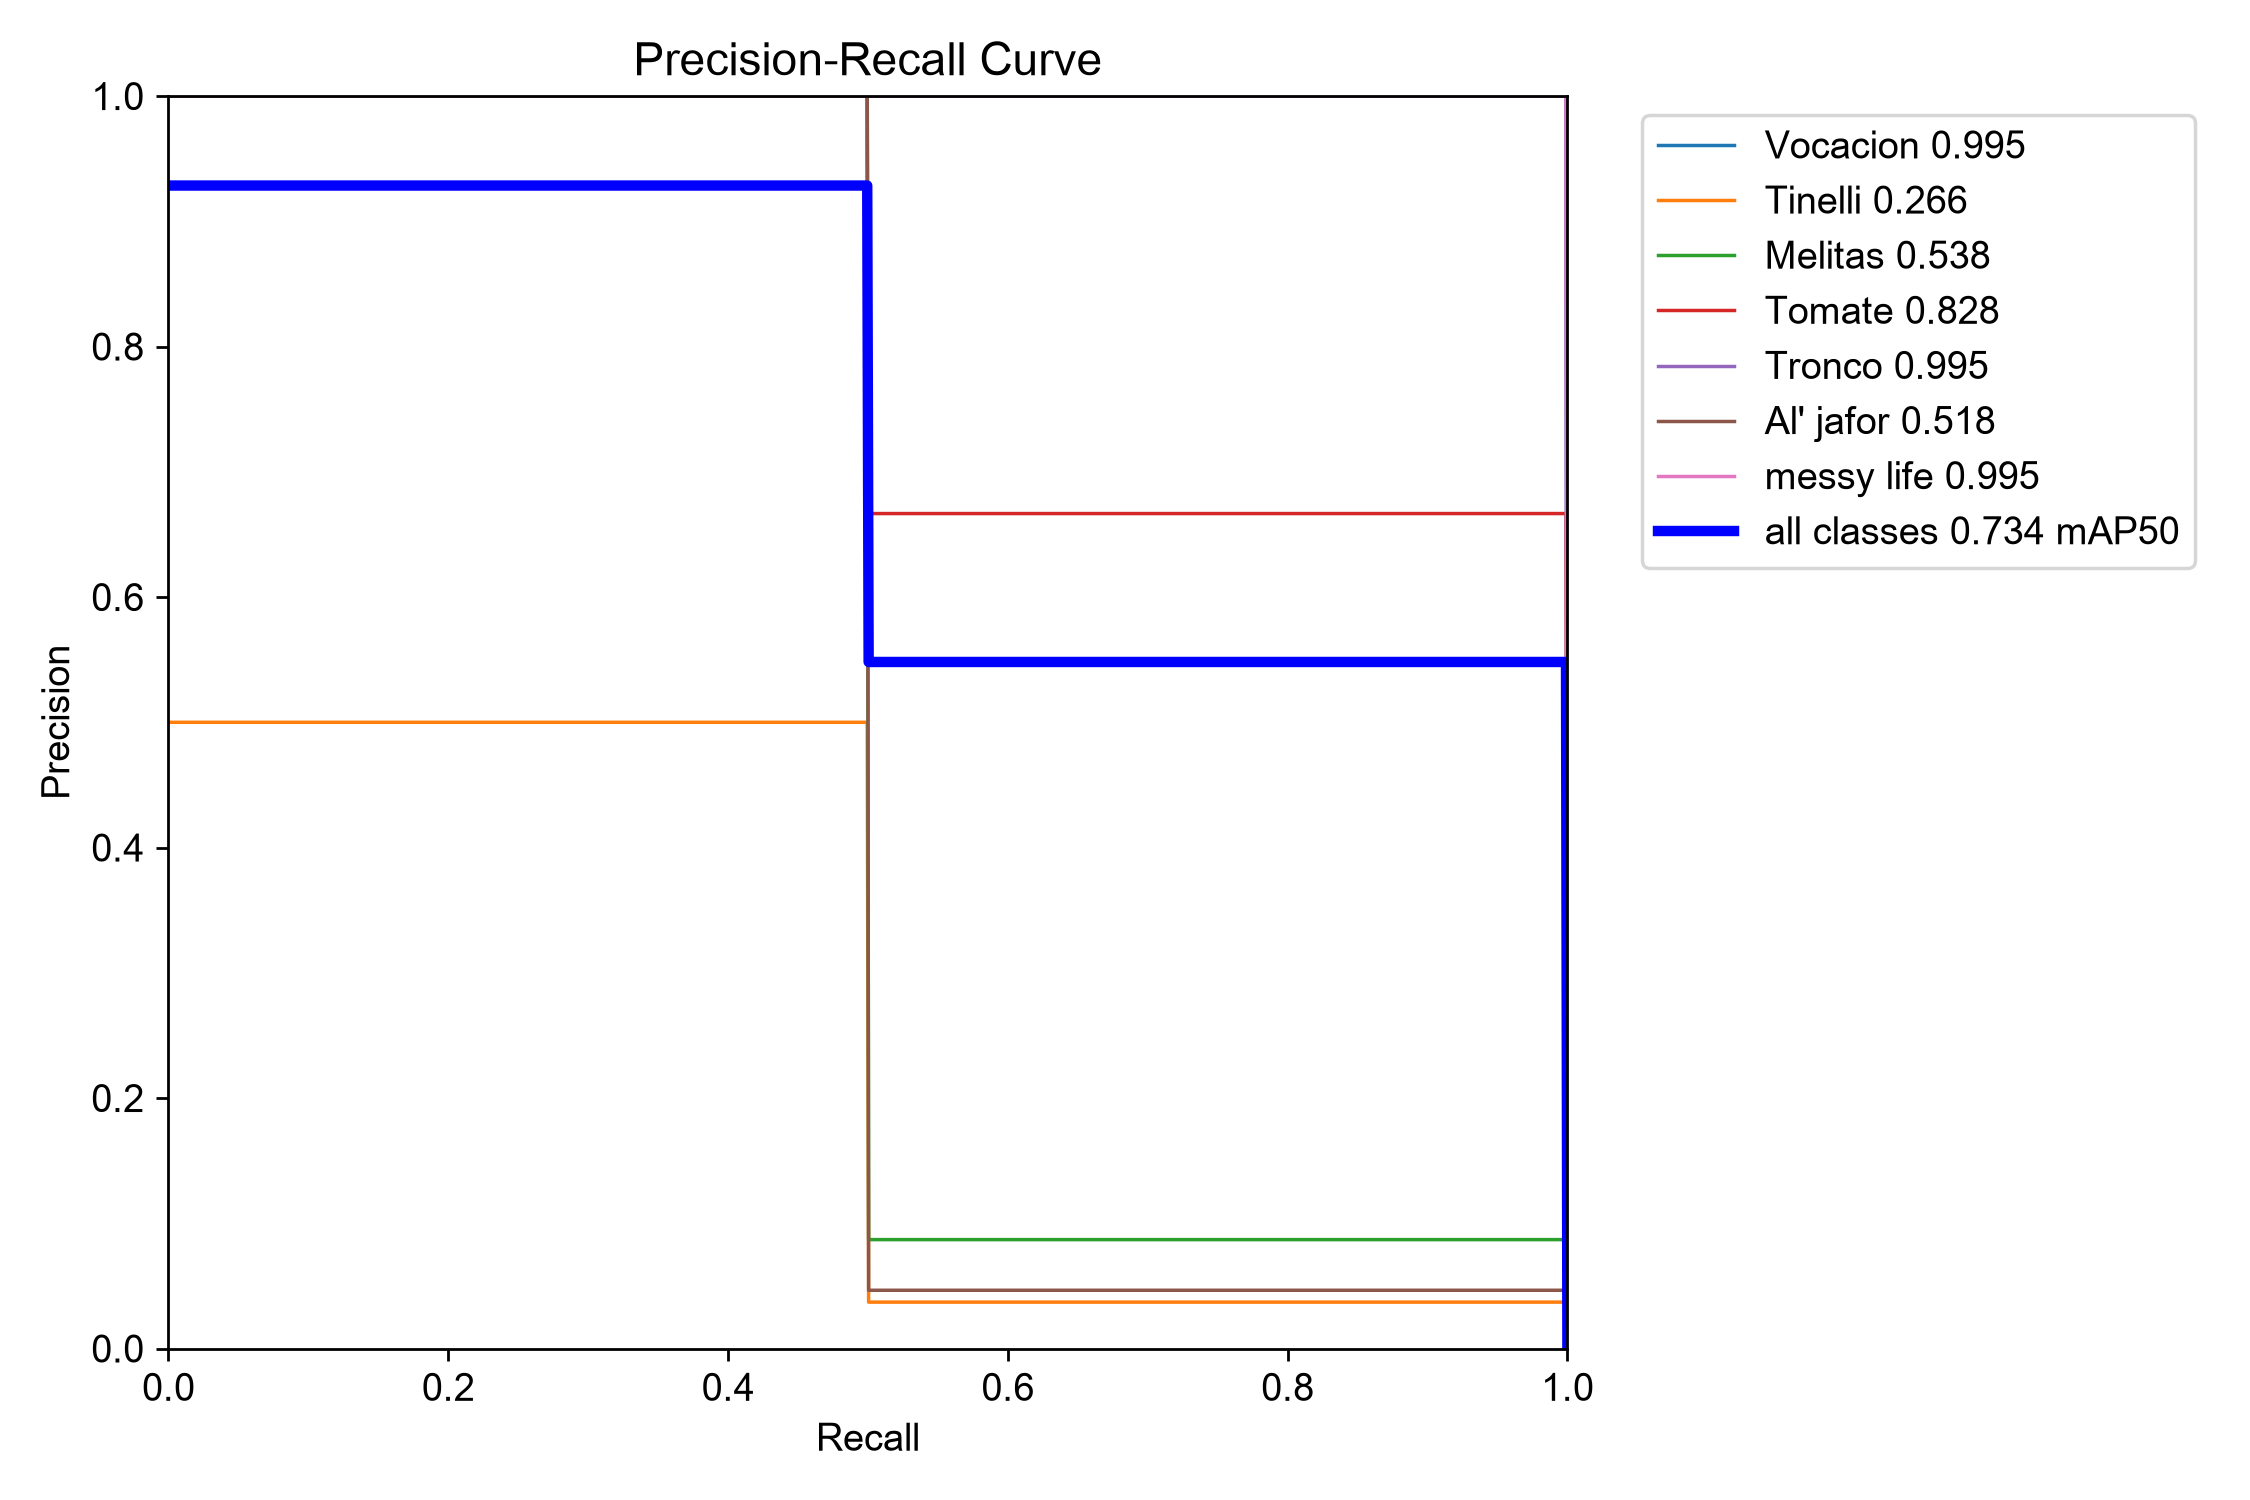 Precision-Recall Curve
1.0
0.8
0.6
0.4
0.2
0.0
Precision
0.0 0.2 0.4 0.6 0.8 1.0
Recall
Vocacion 0.995
Tinelli 0.266
Melitas 0.538
Tomate 0.828
Tronco 0.995
Al' jafor 0.518
messy life 0.995
all classes 0.734 mAP50